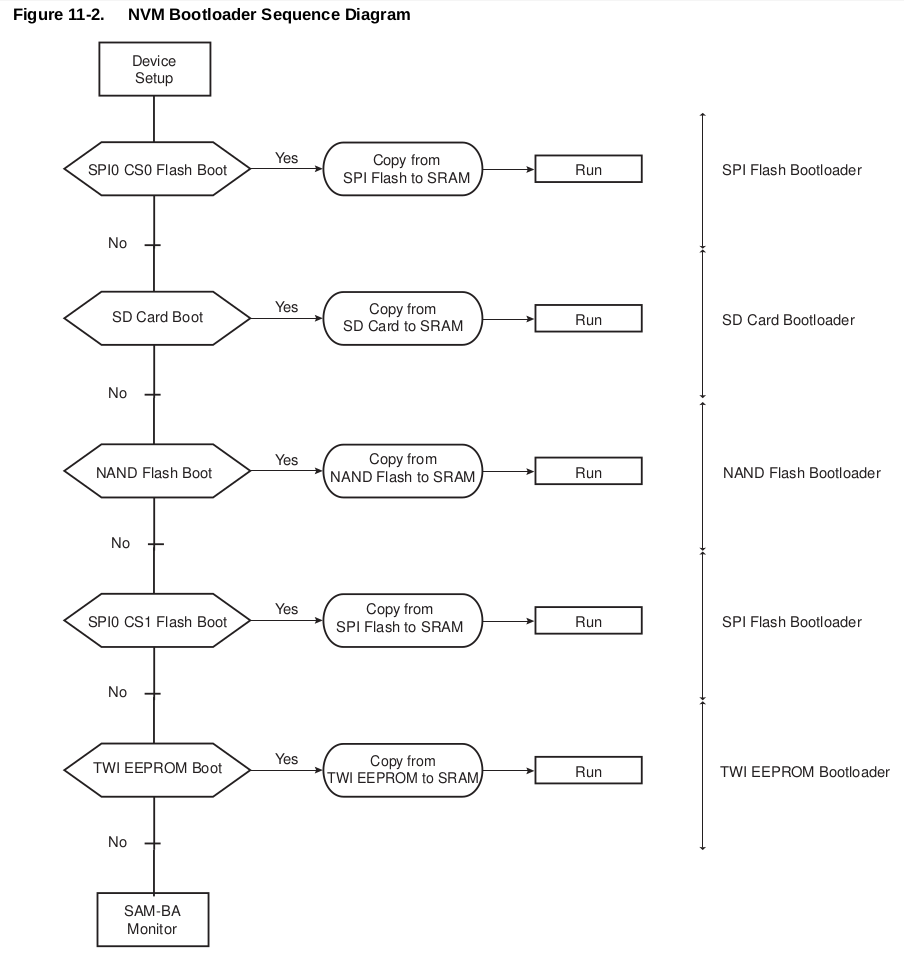 Figure 11-2. NVM Bootloader Sequence Diagram
Device
Setup
SPI0 CS0 Flash Boot
Yes
Copy from
SPI Flash to SRAM
Run
SPI Flash Bootloader
No
SD Card Boot
Yes
Copy from
SD Card to SRAM
Run
SD Card Bootloader
No
NAND Flash Boot
Yes
Copy from
NAND Flash to SRAM
Run
NAND Flash Bootloader
No
SPI0 CS1 Flash Boot
Yes
Copy from
SPI Flash to SRAM
Run
SPI Flash Bootloader
No
TWI EEPROM Boot
Yes
Copy from
TWI EEPROM to SRAM
Run
TWI EEPROM Bootloader
No
SAM-BA
Monitor